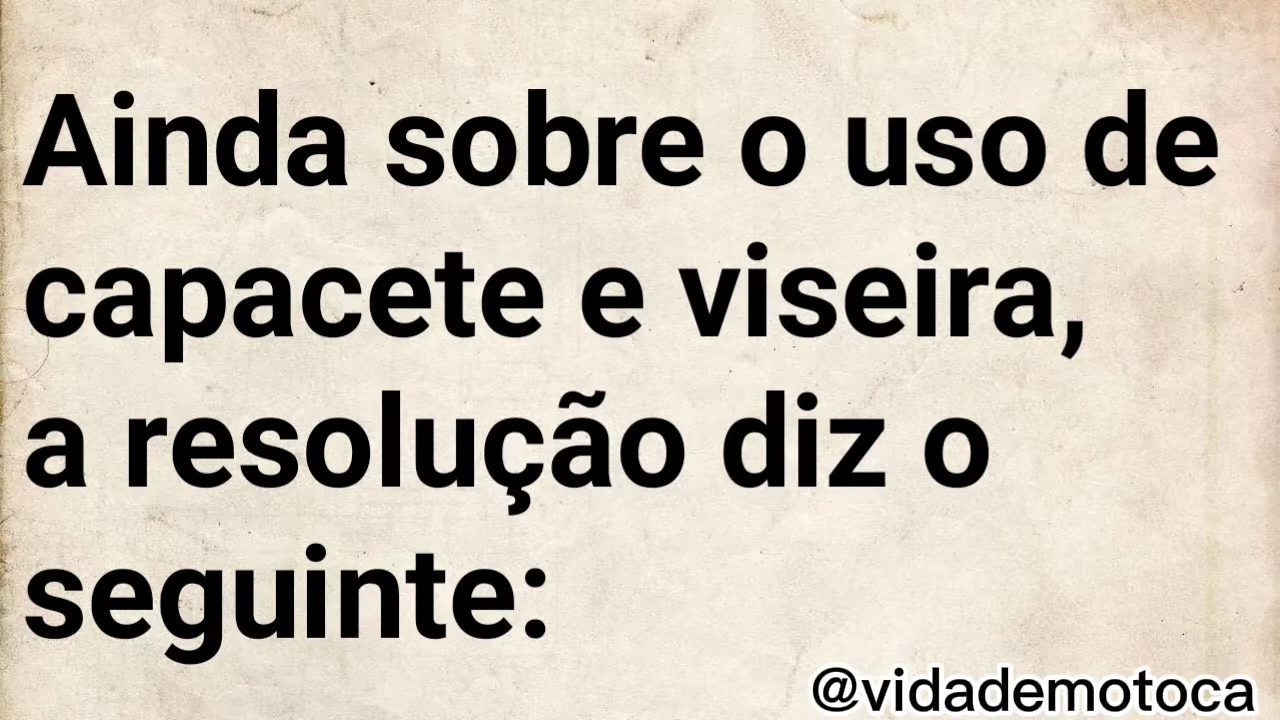 Ainda sobre o uso de
capacete e viseira,
a resolução diz o
seguinte:
@vidademotoca